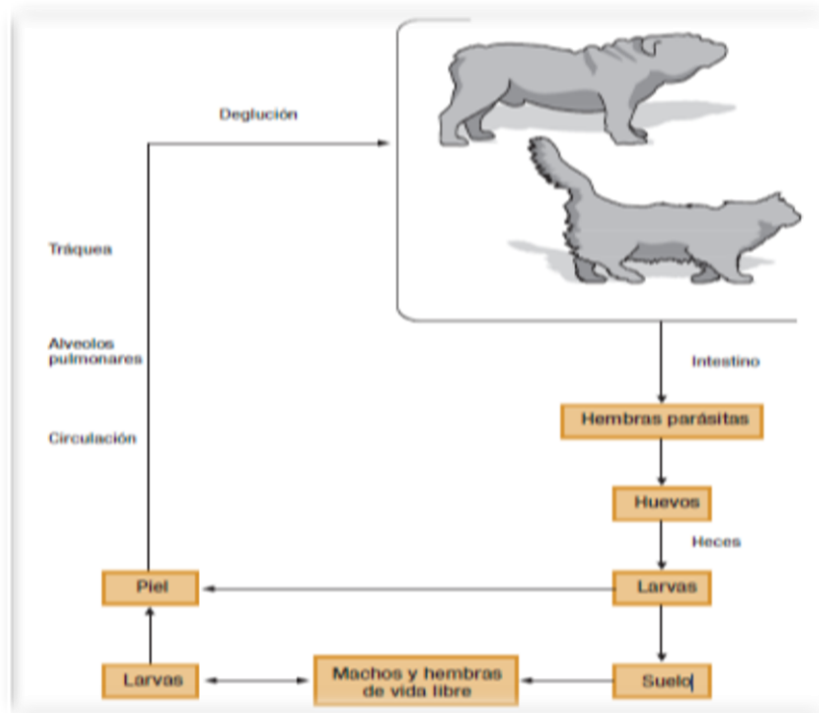 Deglución
Tráquea
Alveolos
pulmonares
Circulación
Intestino
Hembras parásitas
Huevos
Heces
Piel
Larvas
Larvas
Machos y hembras
de vida libre
Suelo